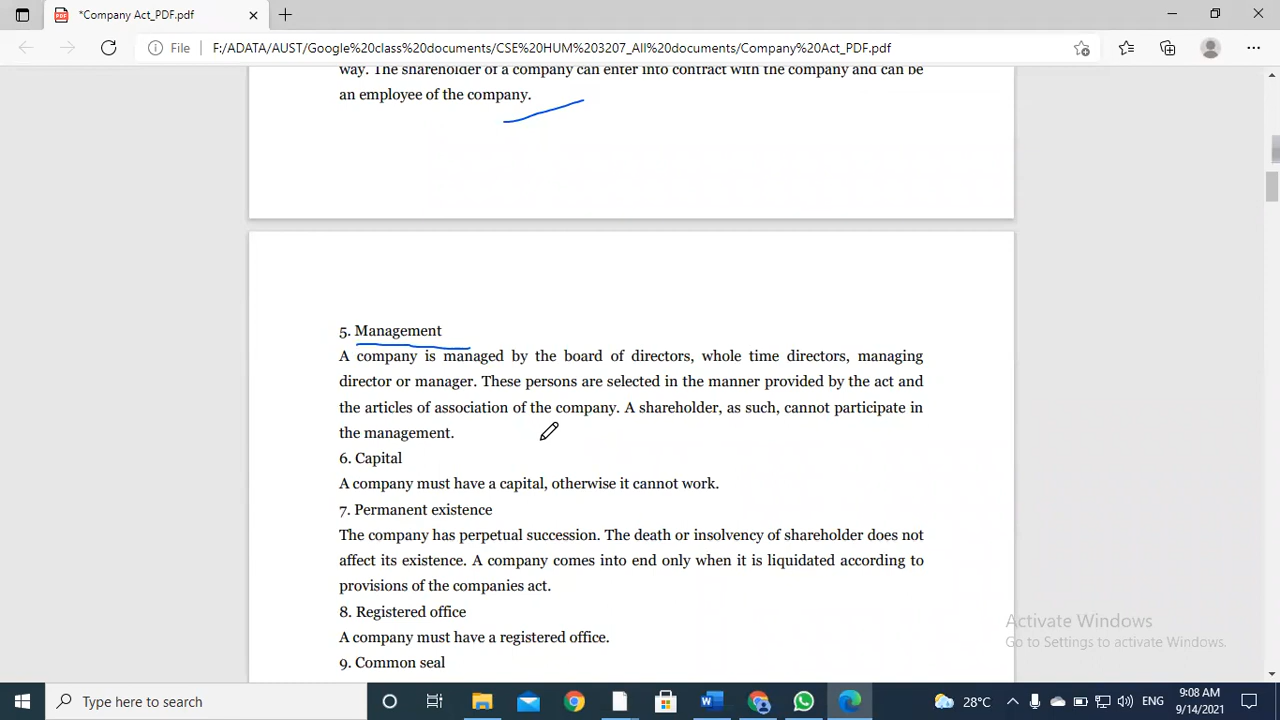 *Company Act_PDF.pdf
File
F:/ADATA/AUST/Google%20class%20documents/CSE%20HUM%203207_All%20documents/Company%20Act_PDF.pdf
way. The shareholder of a company can enter into contract with the company and can be
an employee of the company.
5. Management
A company is managed by the board of directors, whole time directors, managing
director or manager. These persons are selected in the manner provided by the act and
the articles of association of the company. A shareholder, as such, cannot participate in
the management.
6. Capital
A company must have a capital, otherwise it cannot work.
7. Permanent existence
The company has perpetual succession. The death or insolvency of shareholder does not
affect its existence. A company comes into end only when it is liquidated according to
provisions of the companies act.
8. Registered office
A company must have a registered office.
9. Common seal
Activate Windows
Go to Settings to activate Windows.
Type here to search
28°C
ENG
9:08 AM
9/14/2021